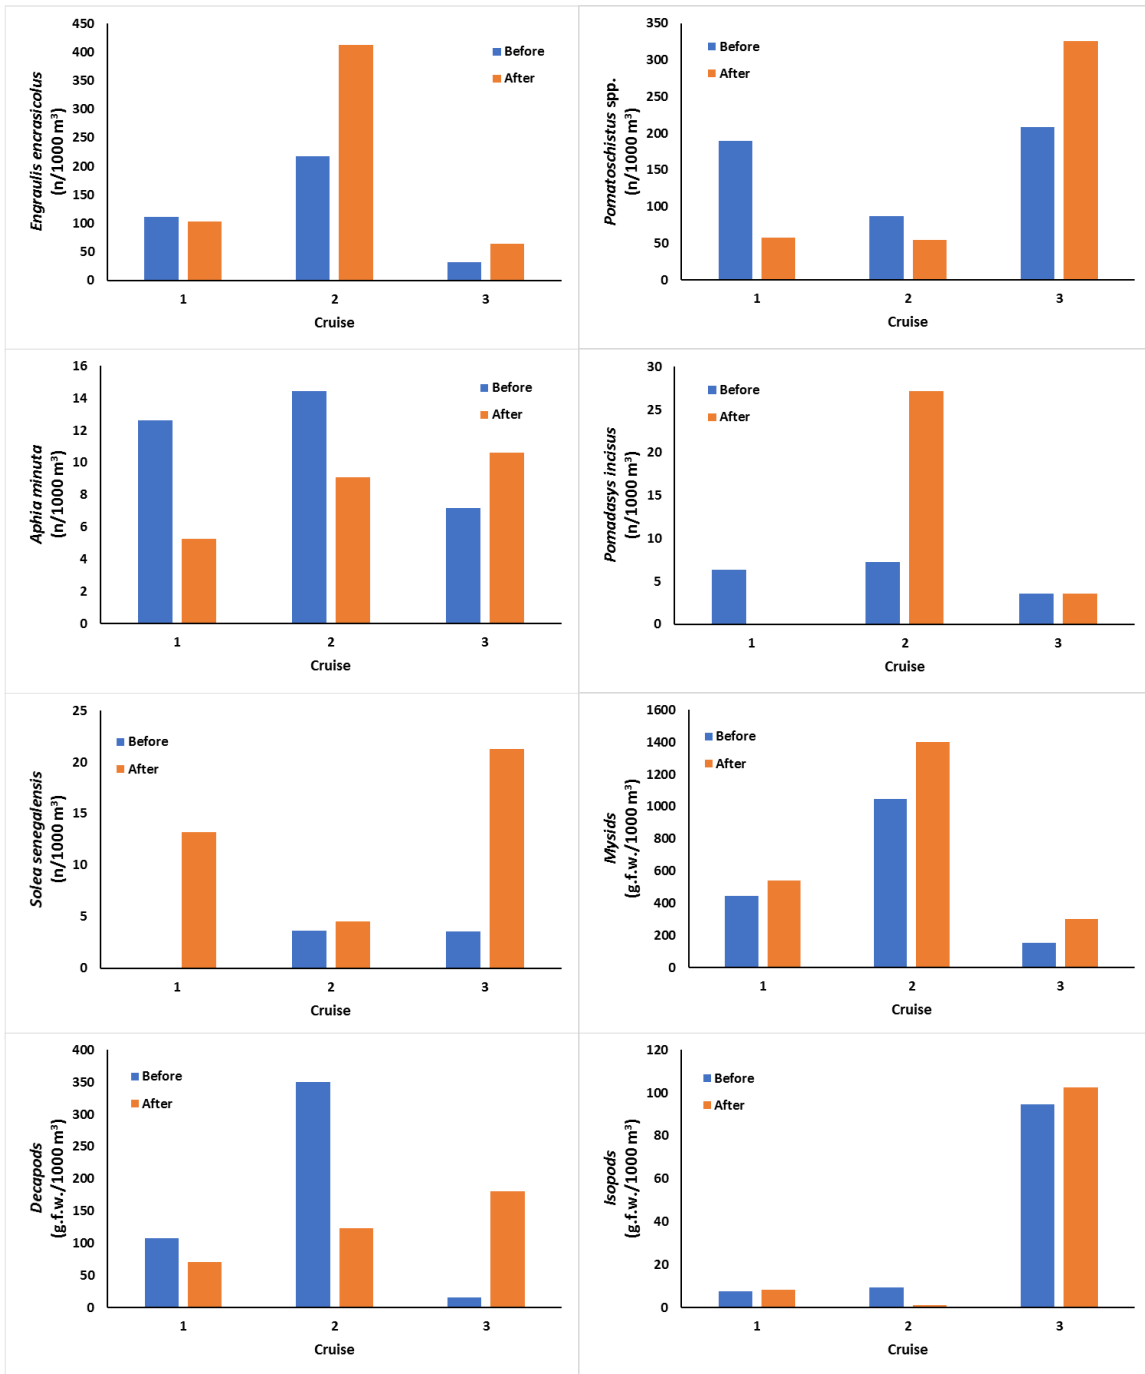 Engraulis encrasicolus
(n/1000 m³)
450
400
350
300
250
200
150
100
50
0
Before
After
1 2 3
Cruise
Pomatoschistus spp.
(n/1000 m³)
350
300
250
200
150
100
50
0
Before
After
1 2 3
Cruise
Aphia minuta
(n/1000 m³)
16
14
12
10
8
6
4
2
0
Before
After
1 2 3
Cruise
Pomadasys incisus
(n/1000 m³)
30
25
20
15
10
5
0
Before
After
1 2 3
Cruise
Solea senegalensis
(n/1000 m³)
25
20
15
10
5
0
Before
After
1 2 3
Cruise
Mysids
(g.f.w./1000 m³)
1600
1400
1200
1000
800
600
400
200
0
Before
After
1 2 3
Cruise
Decapods
(g.f.w./1000 m³)
400
350
300
250
200
150
100
50
0
Before
After
1 2 3
Cruise
Isopods
(g.f.w./1000 m³)
120
100
80
60
40
20
0
Before
After
1 2 3
Cruise